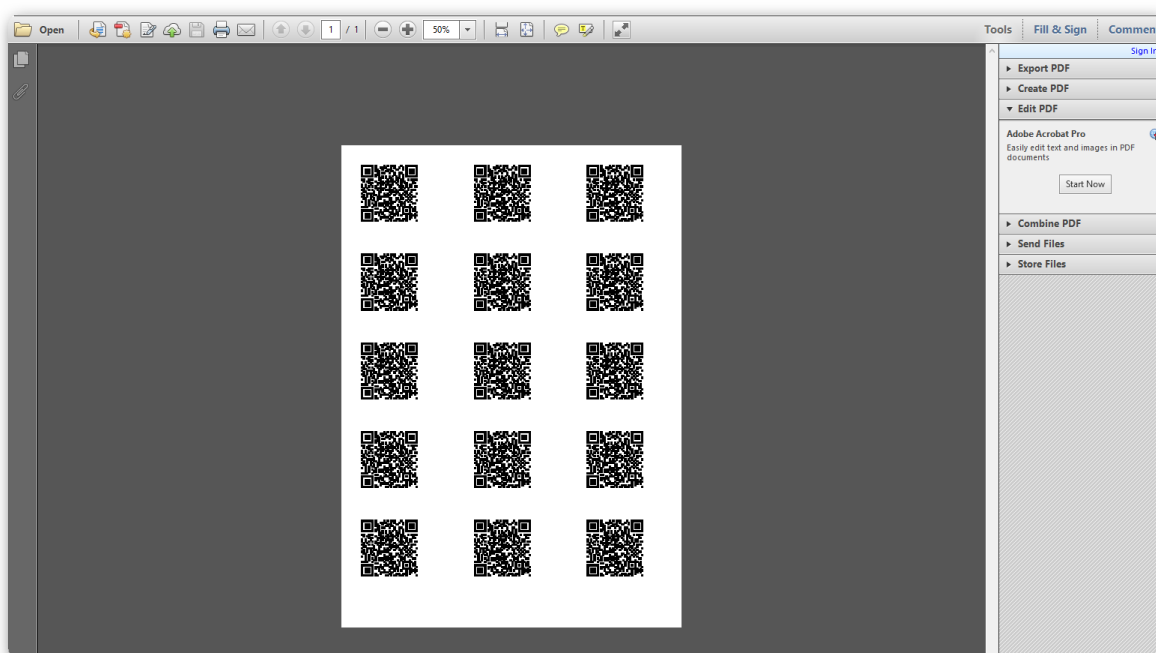 Open
1 / 1
50%
Tools
Fill & Sign
Commen
Sign In
Export PDF
Create PDF
Edit PDF
Adobe Acrobat Pro
Easily edit text and images in PDF
documents
Start Now
Combine PDF
Send Files
Store Files